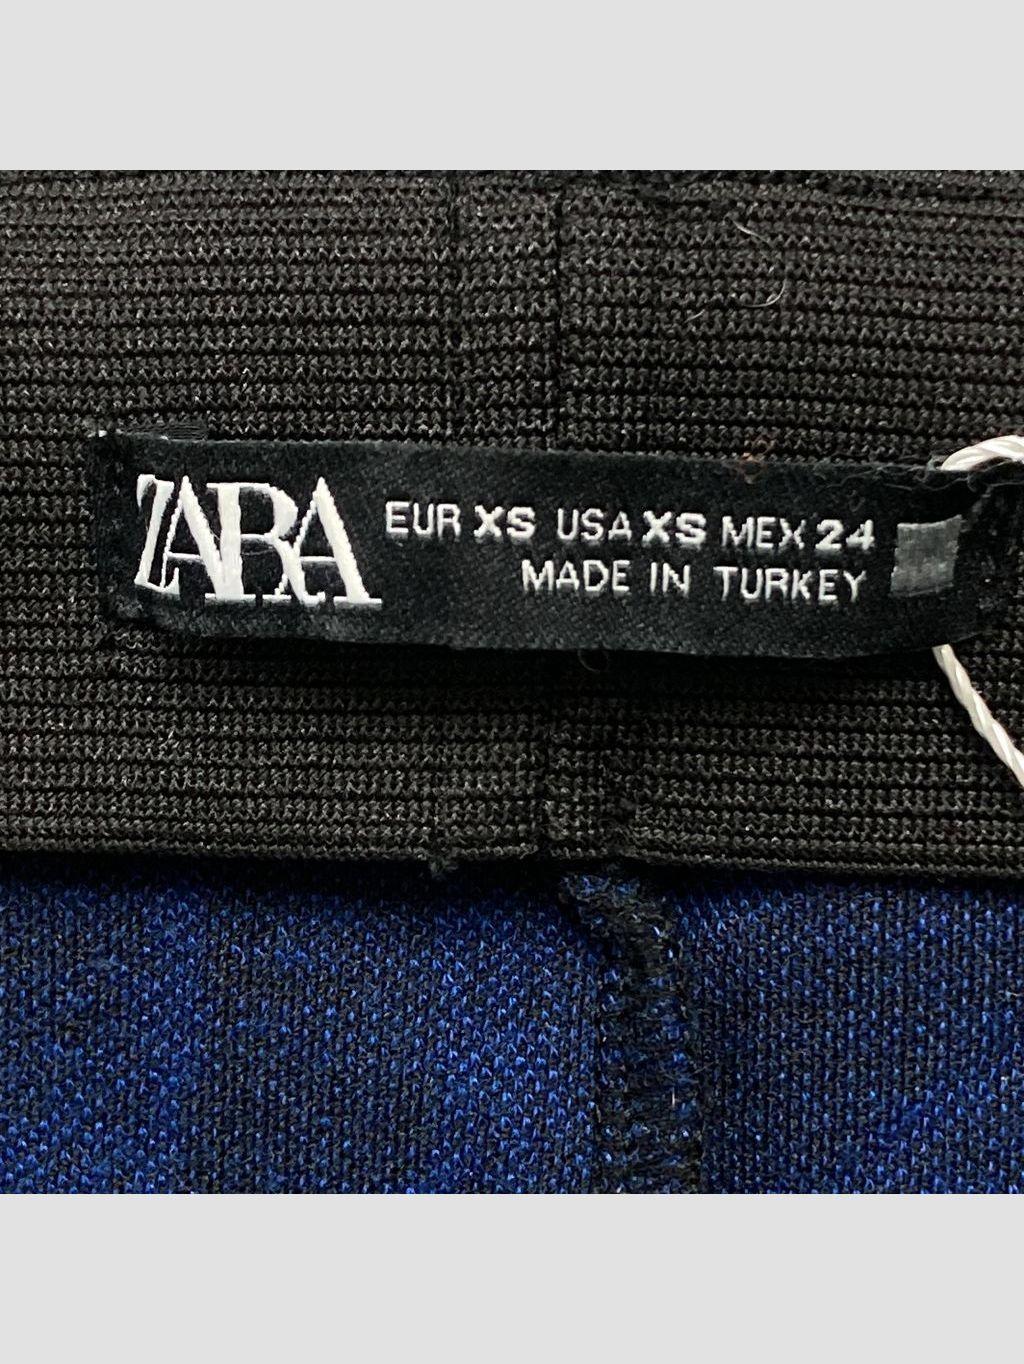 ZARA
EUR XS USA XS MEX 24
MADE IN TURKEY